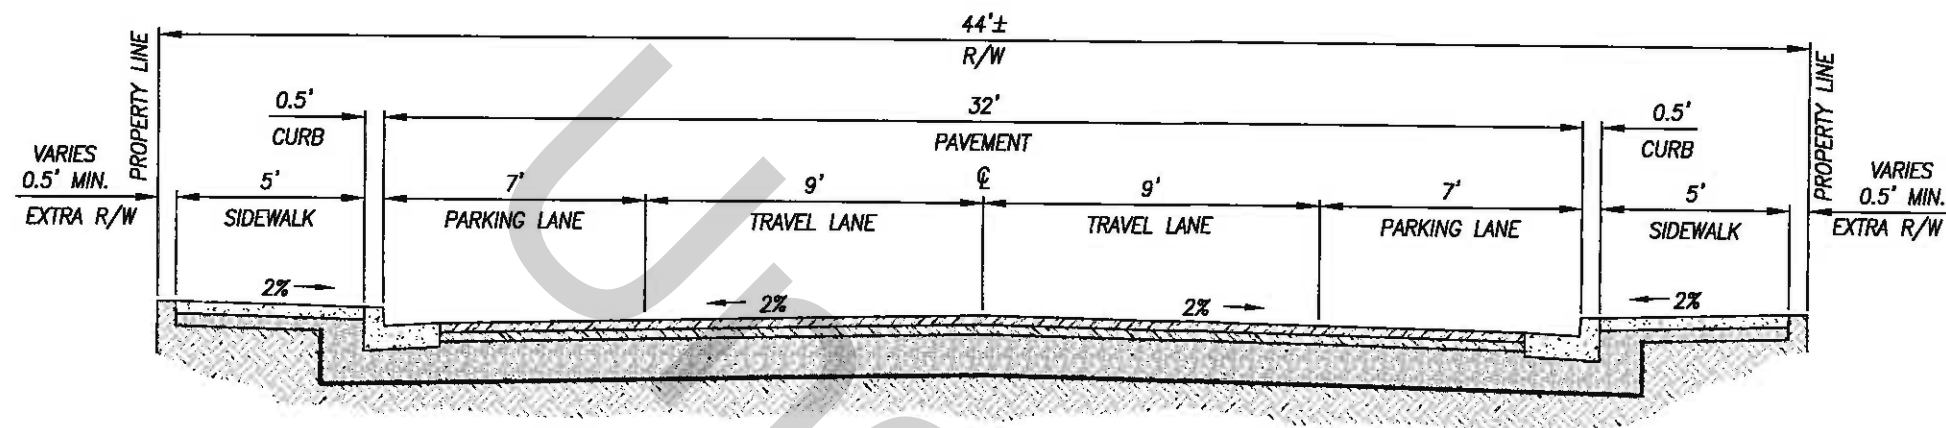 44'±
R/W
PROPERTY LINE
PROPERTY LINE
0.5'
CURB
32'
PAVEMENT
0.5'
CURB
VARIES
0.5' MIN.
EXTRA R/W
5'
SIDEWALK
7'
PARKING LANE
9'
TRAVEL LANE
℄
9'
TRAVEL LANE
7'
PARKING LANE
5'
SIDEWALK
VARIES
0.5' MIN.
EXTRA R/W
2%
2%
2%
2%